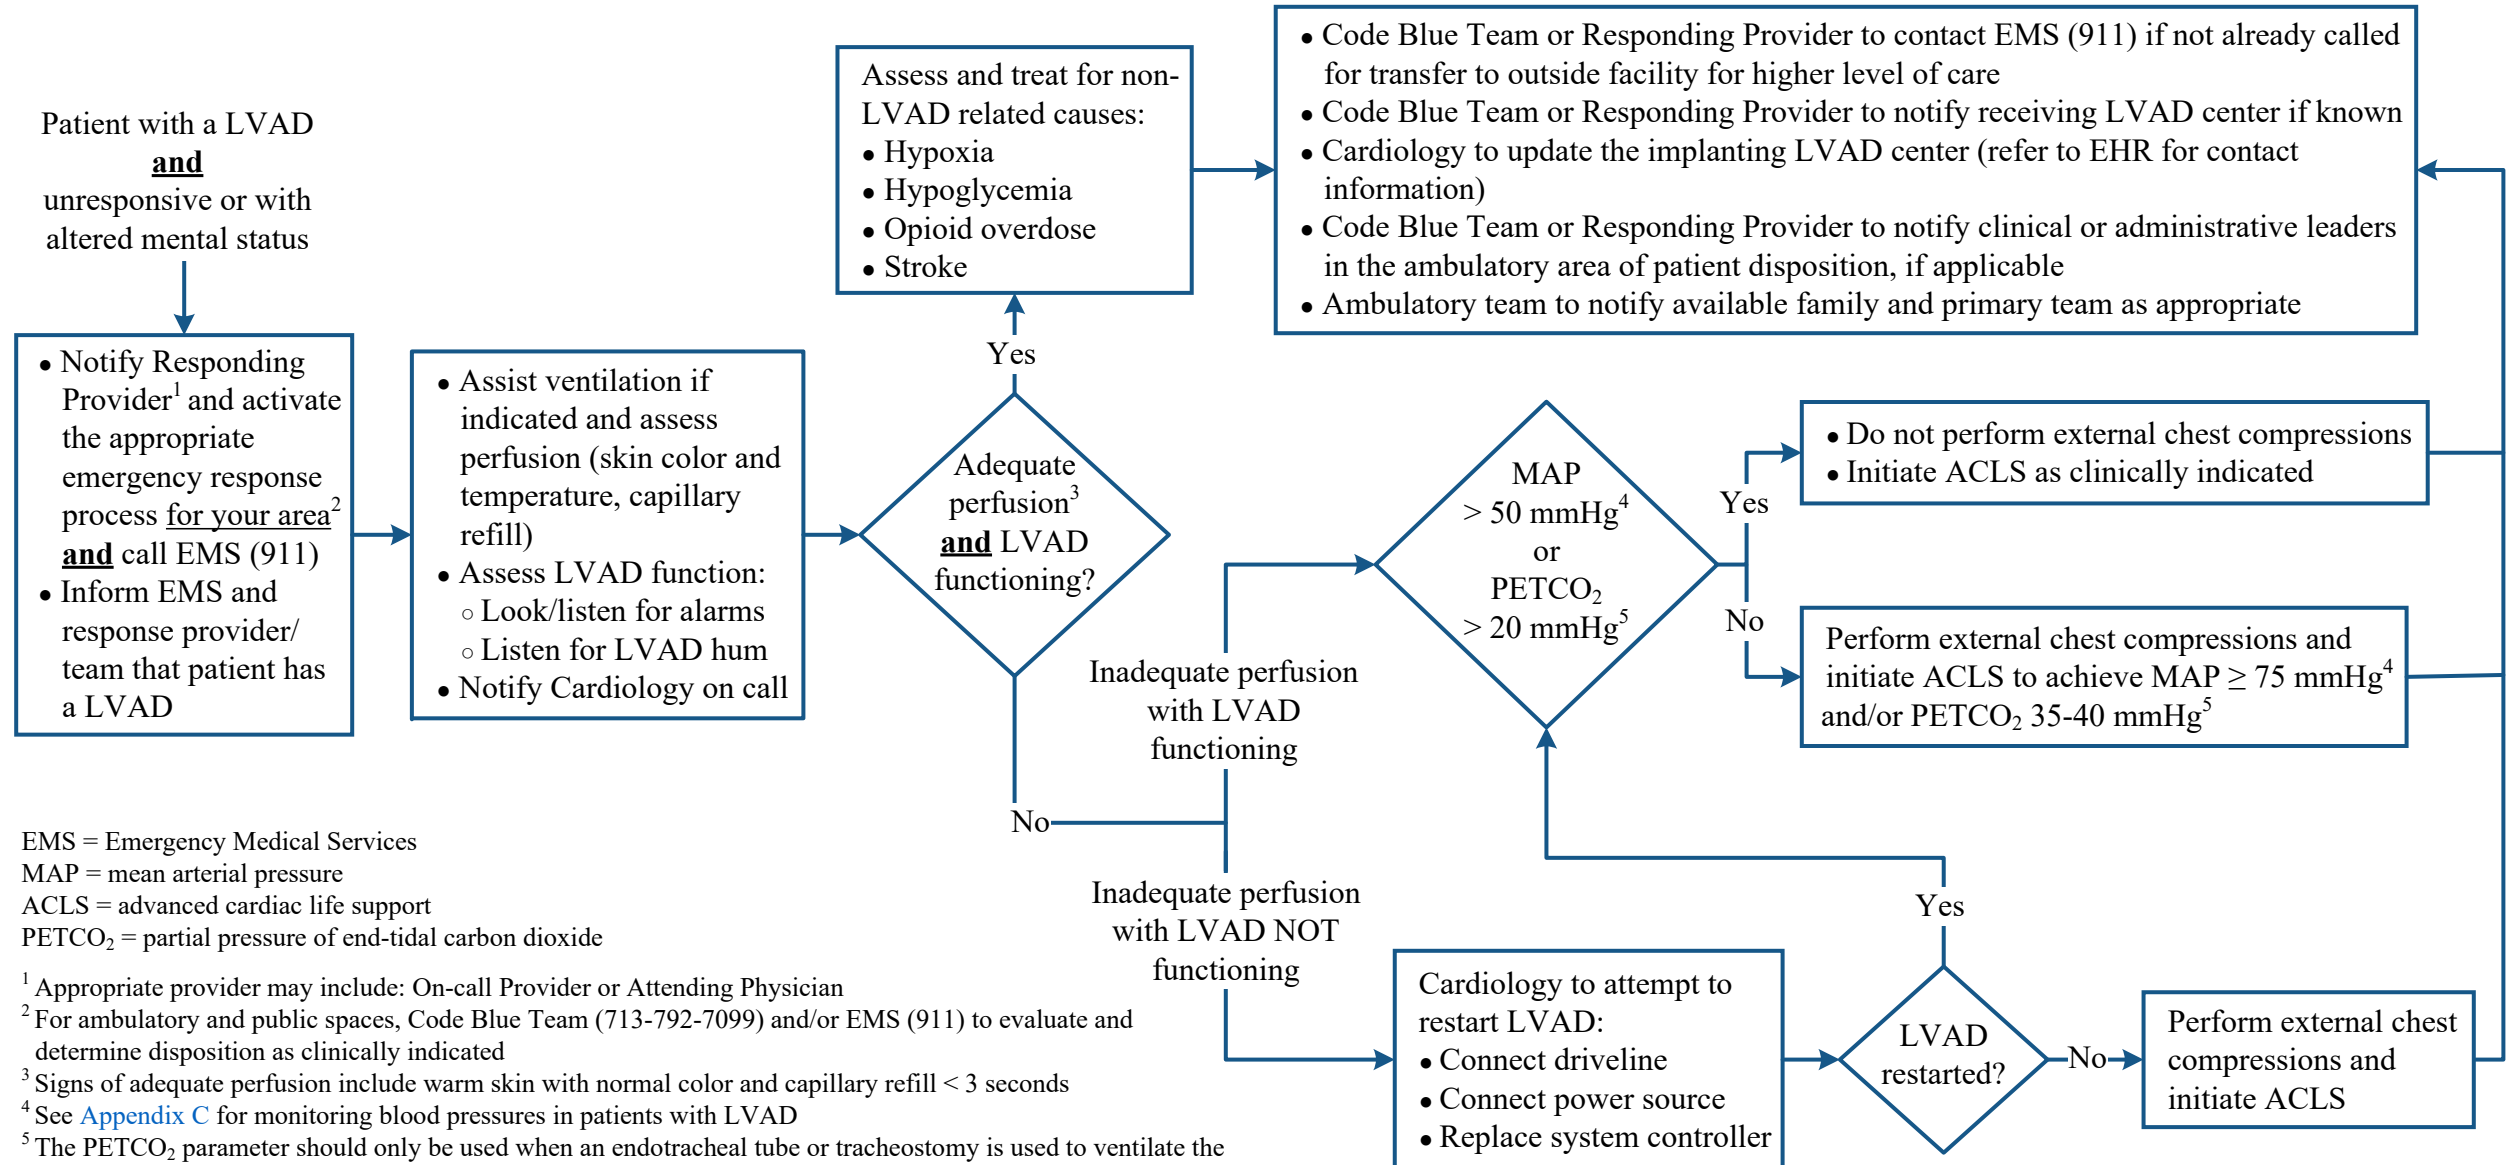 Patient with a LVAD
and
unresponsive or with
altered mental status
• Notify Responding
Provider1 and activate
the appropriate
emergency response
process for your area2
and call EMS (911)
• Inform EMS and
response provider/
team that patient has
a LVAD
• Assist ventilation if
indicated and assess
perfusion (skin color and
temperature, capillary
refill)
• Assess LVAD function:
○ Look/listen for alarms
○ Listen for LVAD hum
• Notify Cardiology on call
Adequate
perfusion3
and LVAD
functioning?
Yes
Assess and treat for non-
LVAD related causes:
• Hypoxia
• Hypoglycemia
• Opioid overdose
• Stroke
• Code Blue Team or Responding Provider to contact EMS (911) if not already called
for transfer to outside facility for higher level of care
• Code Blue Team or Responding Provider to notify receiving LVAD center if known
• Cardiology to update the implanting LVAD center (refer to EHR for contact
information)
• Code Blue Team or Responding Provider to notify clinical or administrative leaders
in the ambulatory area of patient disposition, if applicable
• Ambulatory team to notify available family and primary team as appropriate
No
Inadequate perfusion
with LVAD
functioning
MAP
> 50 mmHg4
or
PETCO2
> 20 mmHg5
Yes
• Do not perform external chest compressions
• Initiate ACLS as clinically indicated
No
Perform external chest compressions and
initiate ACLS to achieve MAP ≥ 75 mmHg4
and/or PETCO2 35-40 mmHg5
Inadequate perfusion
with LVAD NOT
functioning
Cardiology to attempt to
restart LVAD:
• Connect driveline
• Connect power source
• Replace system controller
LVAD
restarted?
Yes
No
Perform external chest
compressions and
initiate ACLS
EMS = Emergency Medical Services
MAP = mean arterial pressure
ACLS = advanced cardiac life support
PETCO2 = partial pressure of end-tidal carbon dioxide
1 Appropriate provider may include: On-call Provider or Attending Physician
2 For ambulatory and public spaces, Code Blue Team (713-792-7099) and/or EMS (911) to evaluate and
determine disposition as clinically indicated
3 Signs of adequate perfusion include warm skin with normal color and capillary refill < 3 seconds
4 See Appendix C for monitoring blood pressures in patients with LVAD
5 The PETCO2 parameter should only be used when an endotracheal tube or tracheostomy is used to ventilate the